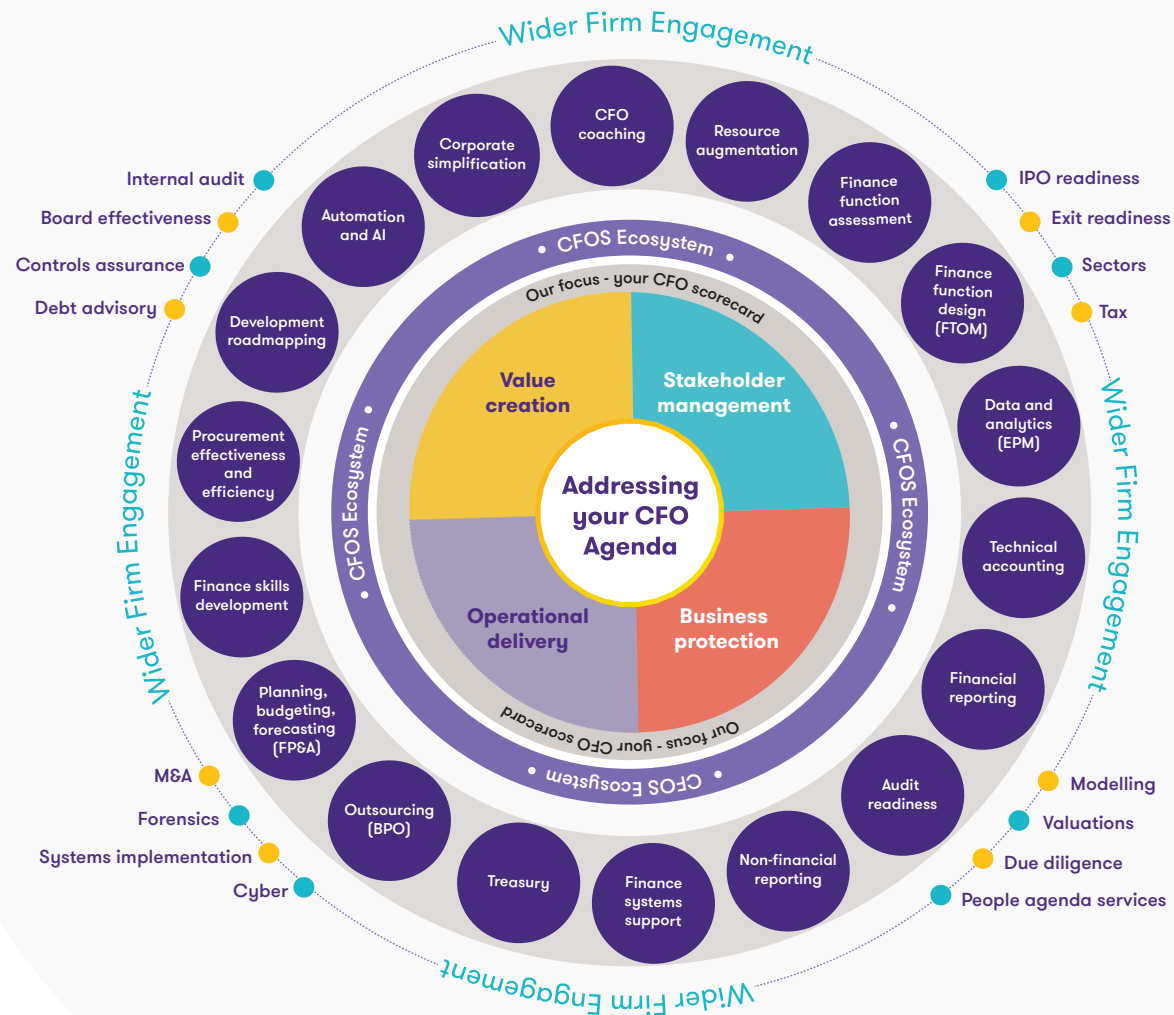 Wider Firm Engagement
CFO
coaching
Resource
augmentation
Corporate
simplification
Finance
function
assessment
Automation
and AI
Finance
function
design
(FTOM)
Development
roadmapping
Data and
analytics
(EPM)
Procurement
effectiveness
and
efficiency
Technical
accounting
Finance skills
development
Financial
reporting
Planning,
budgeting,
forecasting
(FP&A)
Audit
readiness
Outsourcing
(BPO)
Non-financial
reporting
Treasury
Finance
systems
support
Internal audit
Board effectiveness
Controls assurance
Debt advisory
IPO readiness
Exit readiness
Sectors
Tax
Wider Firm Engagement
Wider Firm Engagement
• CFOS Ecosystem •
• CFOS Ecosystem •
• CFOS Ecosystem •
• CFOS Ecosystem •
Our focus - your CFO scorecard
Value
creation
Stakeholder
management
Addressing
your CFO
Agenda
Operational
delivery
Business
protection
Our focus - your CFO scorecard
M&A
Forensics
Systems implementation
Cyber
Modelling
Valuations
Due diligence
People agenda services
Wider Firm Engagement